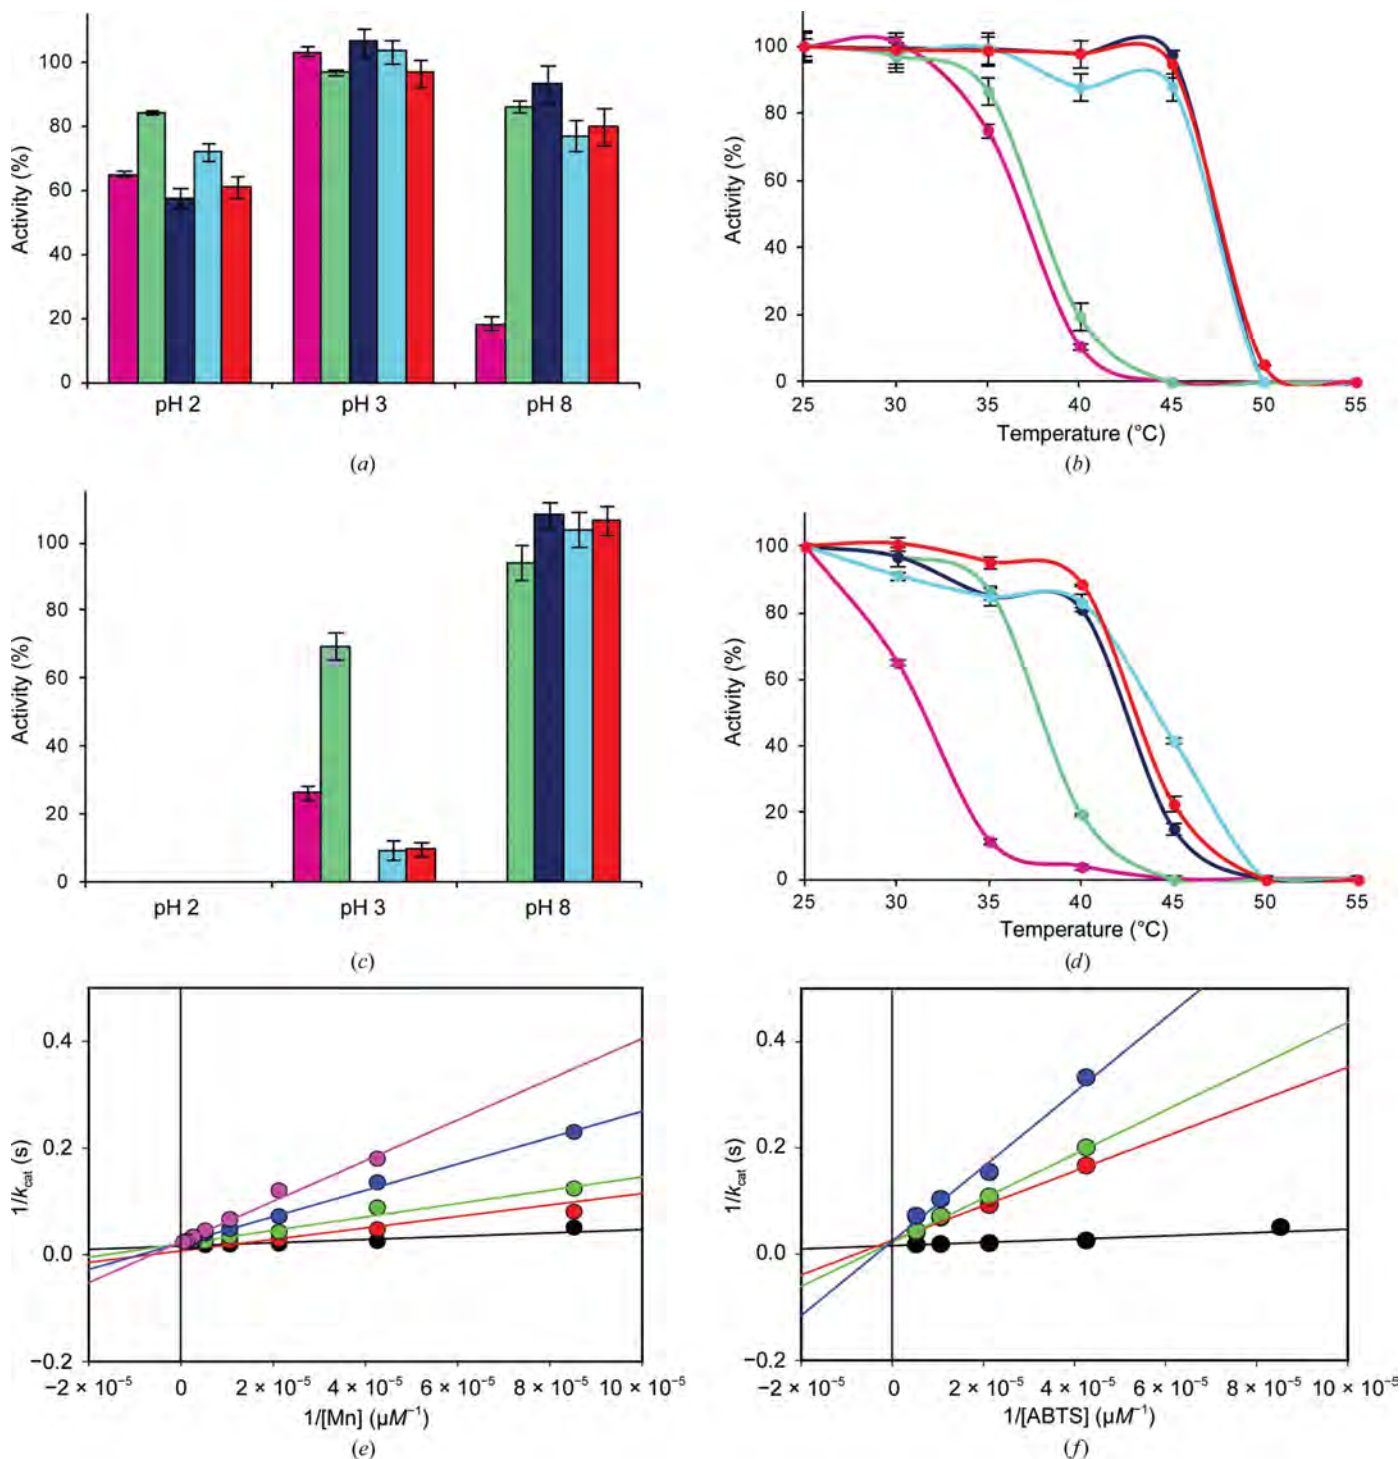 100
80
60
40
20
0
Activity (%)
pH 2
pH 3
pH 8
(a)
100
80
60
40
20
0
Activity (%)
25
30
35
40
45
50
55
Temperature (°C)
(b)
100
80
60
40
20
0
Activity (%)
pH 2
pH 3
pH 8
(c)
100
80
60
40
20
0
Activity (%)
25
30
35
40
45
50
55
Temperature (°C)
(d)
0.4
0.2
0.0
−0.2
1/kcat (s)
−2 × 10⁻⁵
0
2 × 10⁻⁵
4 × 10⁻⁵
6 × 10⁻⁵
8 × 10⁻⁵
10 × 10⁻⁵
1/[Mn] (μM⁻¹)
(e)
0.4
0.2
0.0
−0.2
1/kcat (s)
−2 × 10⁻⁵
0
2 × 10⁻⁵
4 × 10⁻⁵
6 × 10⁻⁵
8 × 10⁻⁵
10 × 10⁻⁵
1/[ABTS] (μM⁻¹)
(f)